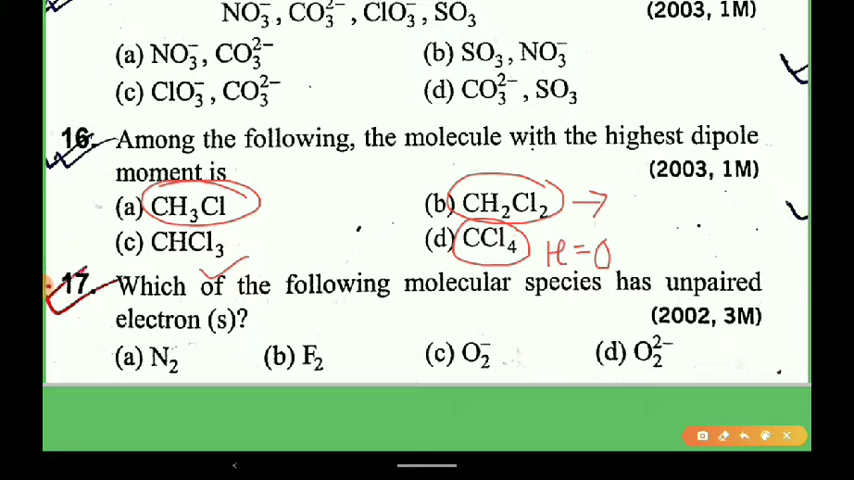 NO₃⁻, CO₃²⁻, ClO₃⁻, SO₃ (2003, 1M)
(a) NO₃⁻, CO₃²⁻ (b) SO₃, NO₃⁻
(c) ClO₃⁻, CO₃²⁻ (d) CO₃²⁻, SO₃
16. Among the following, the molecule with the highest dipole
moment is (2003, 1M)
(a) CH₃Cl (b) CH₂Cl₂ →
(c) CHCl₃ (d) CCl₄ μ=0
17. Which of the following molecular species has unpaired
electron (s)? (2002, 3M)
(a) N₂ (b) F₂ (c) O₂⁻ (d) O₂²⁻